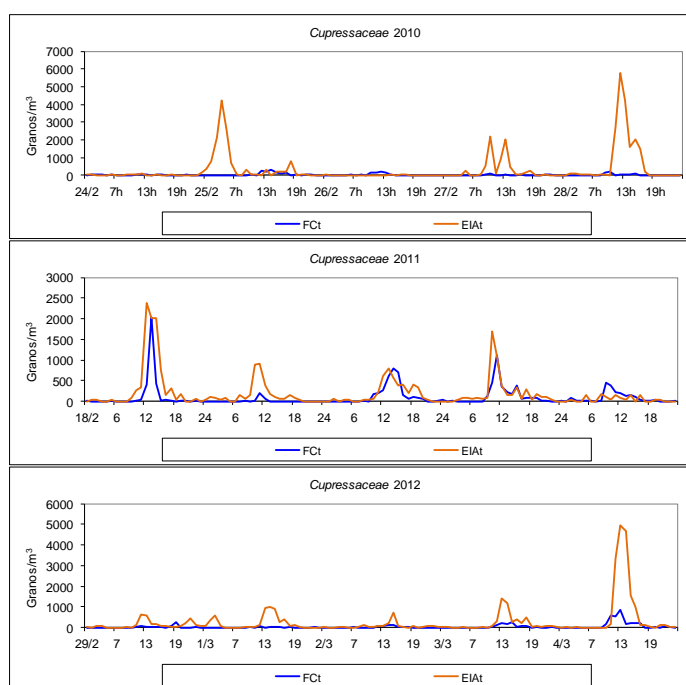 Cupressaceae 2010
7000
6000
5000
4000
3000
2000
1000
0
Granos/m³
24/2 7h 13h 19h 25/2 7h 13h 19h 26/2 7h 13h 19h 27/2 7h 13h 19h 28/2 7h 13h 19h
FCt EIAt
Cupressaceae 2011
3000
2500
2000
1500
1000
500
0
Granos/m³
18/2 6 12 18 24 6 12 18 24 6 12 18 24 6 12 18 24 6 12 18
FCt EIAt
Cupressaceae 2012
6000
5000
4000
3000
2000
1000
0
Granos/m³
29/2 7 13 19 1/3 7 13 19 2/3 7 13 19 3/3 7 13 19 4/3 7 13 19
FCt EIAt